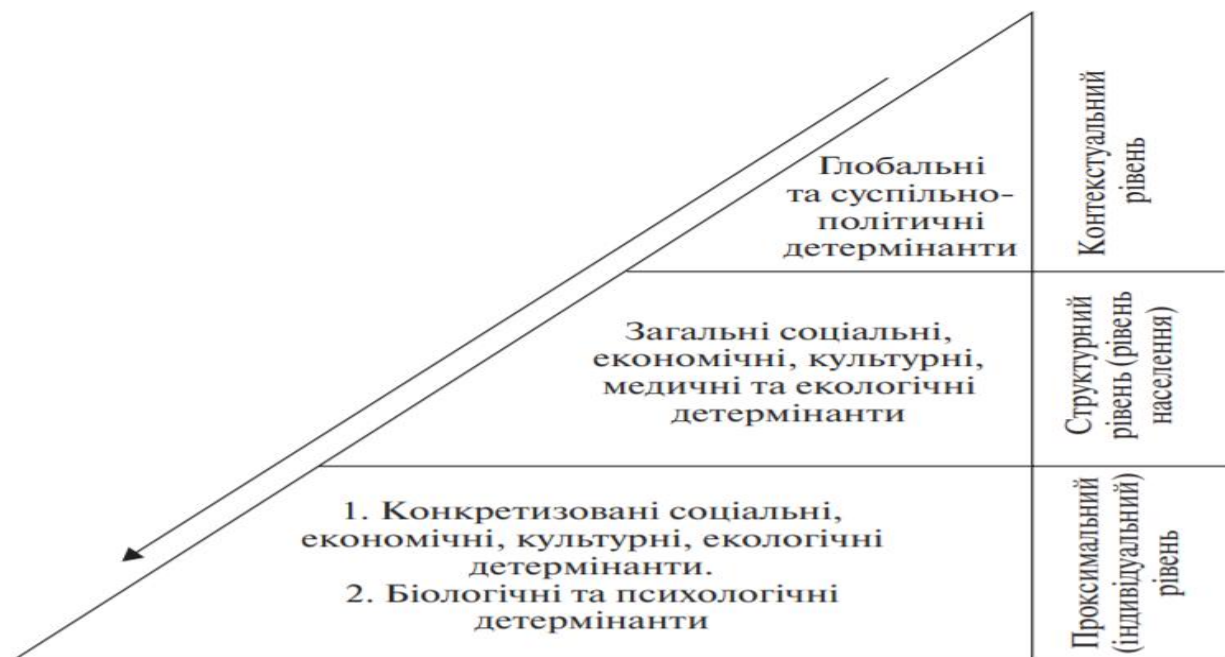 Глобальні
та суспільно-
політичні
детермінанти
Контекстуальний
рівень
Загальні соціальні,
економічні, культурні,
медичні та екологічні
детермінанти
Структурний
рівень (рівень
населення)
1. Конкретизовані соціальні,
економічні, культурні, екологічні
детермінанти.
2. Біологічні та психологічні
детермінанти
Проксимальний
(індивідуальний)
рівень